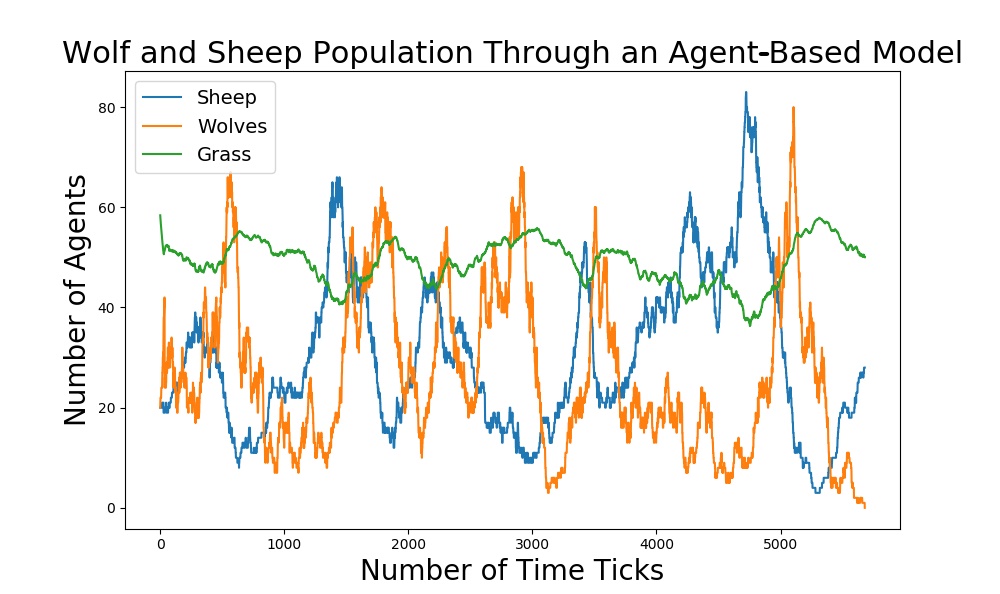 Wolf and Sheep Population Through an Agent-Based Model
Sheep
Wolves
Grass
Number of Agents
80
60
40
20
0
0 1000 2000 3000 4000 5000
Number of Time Ticks